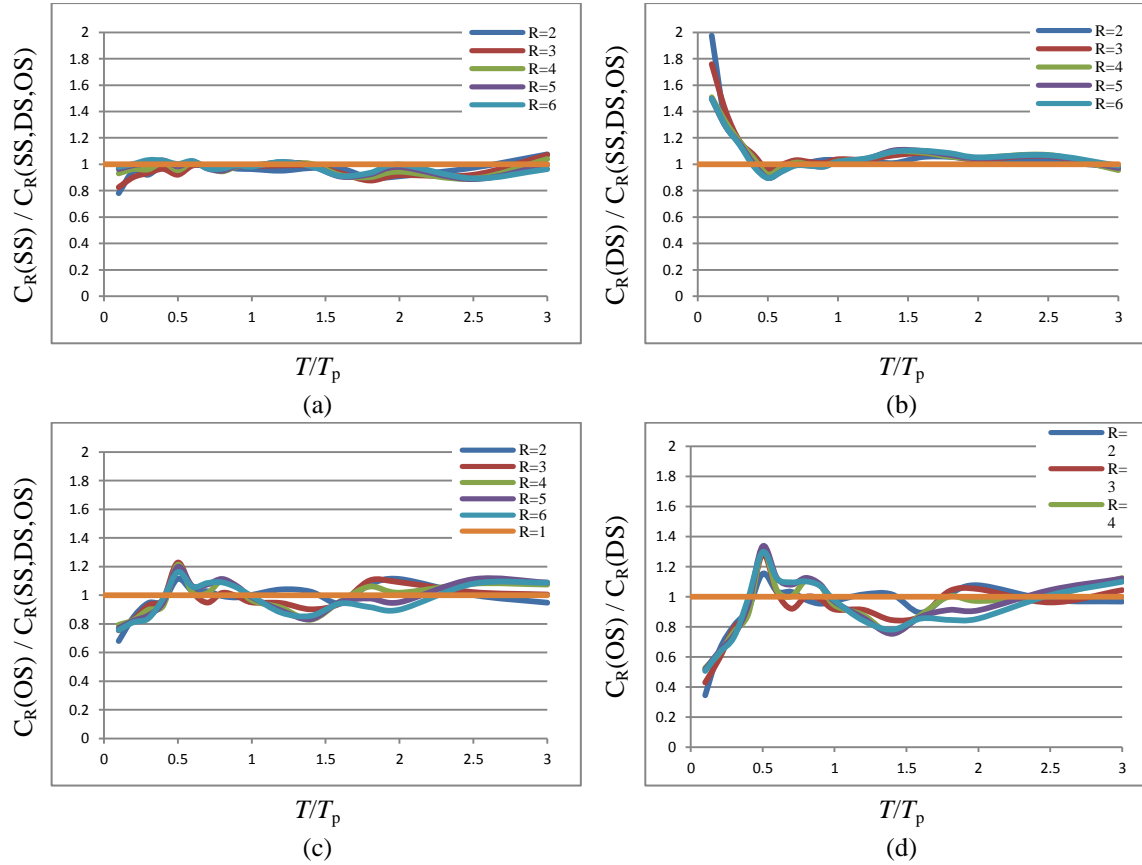 C_R(SS) / C_R(SS,DS,OS)
2
1.8
1.6
1.4
1.2
1
0.8
0.6
0.4
0.2
0
R=2
R=3
R=4
R=5
R=6
0 0.5 1 1.5 2 2.5 3
T/T_p
(a)
C_R(DS) / C_R(SS,DS,OS)
2
1.8
1.6
1.4
1.2
1
0.8
0.6
0.4
0.2
0
R=2
R=3
R=4
R=5
R=6
0 0.5 1 1.5 2 2.5 3
T/T_p
(b)
C_R(OS) / C_R(SS,DS,OS)
2
1.8
1.6
1.4
1.2
1
0.8
0.6
0.4
0.2
0
R=2
R=3
R=4
R=5
R=6
R=1
0 0.5 1 1.5 2 2.5 3
T/T_p
(c)
C_R(OS) / C_R(DS)
2
1.8
1.6
1.4
1.2
1
0.8
0.6
0.4
0.2
0
R=
2
R=
3
R=
4
0 0.5 1 1.5 2 2.5 3
T/T_p
(d)